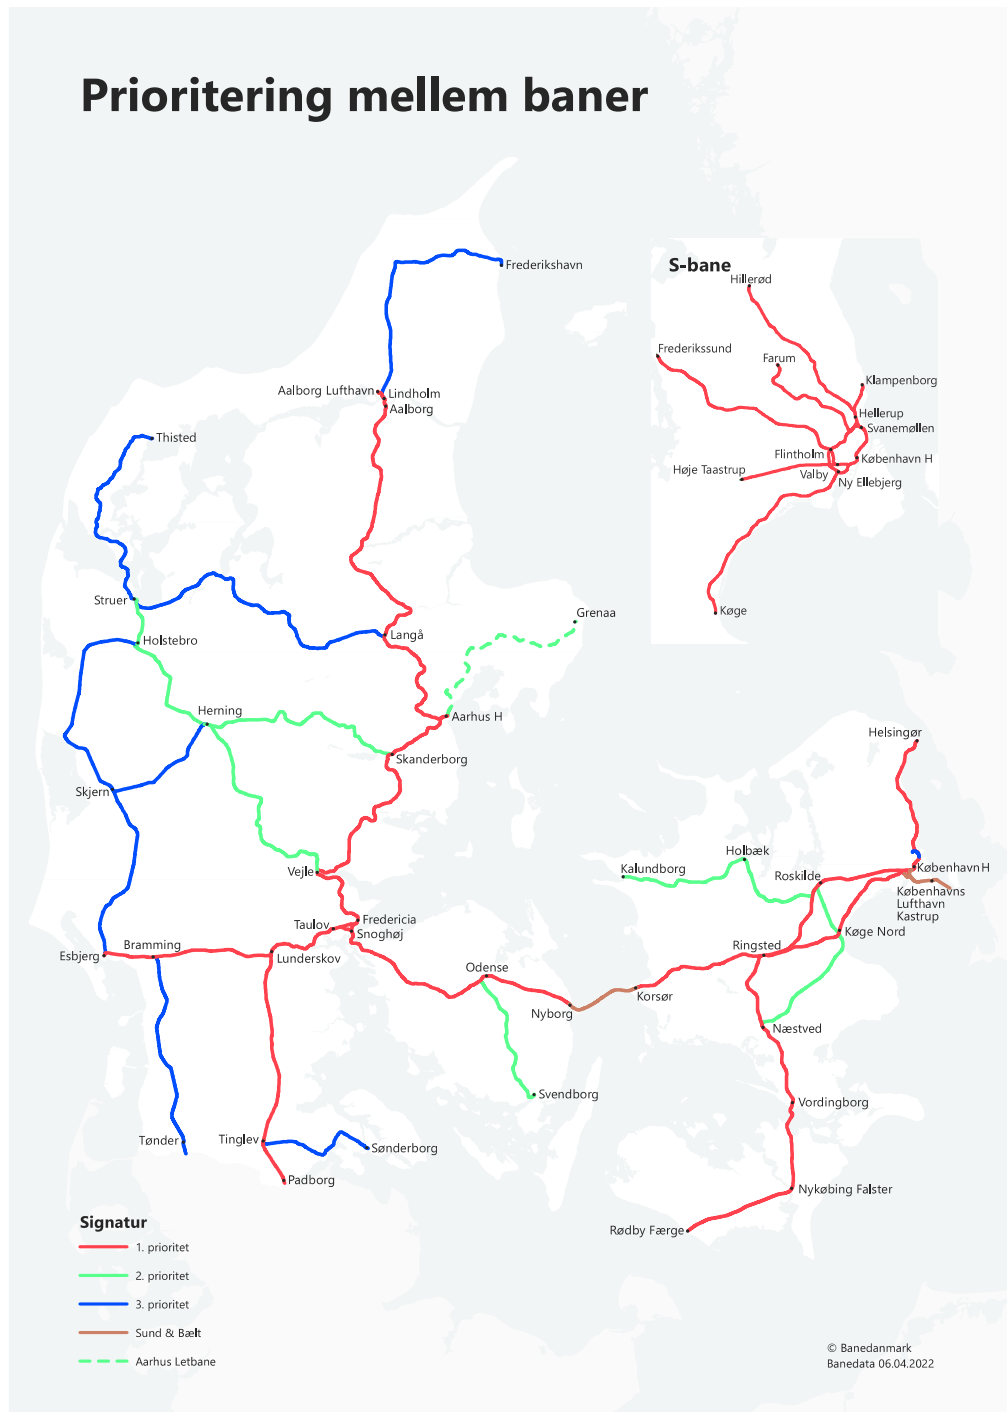 Prioritering mellem baner
S-bane
Hillerød
Frederikssund
Farum
Klampenborg
Hellerup
Svanemøllen
Flintholm
København H
Høje Taastrup
Valby
Ny Ellebjerg
Køge
Frederikshavn
Aalborg Lufthavn
Lindholm
Aalborg
Thisted
Struer
Holstebro
Langå
Grenaa
Herning
Aarhus H
Skanderborg
Skjern
Vejle
Fredericia
Taulov
Snoghøj
Esbjerg
Bramming
Lunderskov
Odense
Nyborg
Korsør
Svendborg
Tønder
Tinglev
Sønderborg
Padborg
Helsingør
Holbæk
Kalundborg
Roskilde
København H
Københavns
Lufthavn
Kastrup
Køge Nord
Ringsted
Næstved
Vordingborg
Nykøbing Falster
Rødby Færge
Signatur
1. prioritet
2. prioritet
3. prioritet
Sund & Bælt
Aarhus Letbane
© Banedanmark
Banedata 06.04.2022